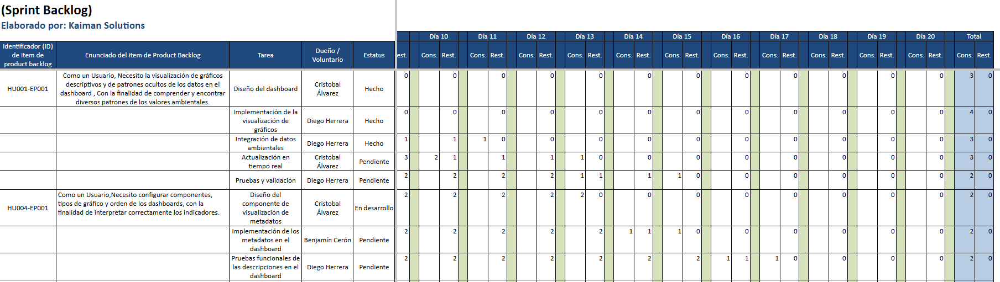 (Sprint Backlog)
Elaborado por: Kaiman Solutions
Día 10 Día 11 Día 12 Día 13 Día 14 Día 15 Día 16 Día 17 Día 18 Día 19 Día 20 Total
Identificador (ID)
de item de
product backlog
Enunciado del item de Product Backlog
Tarea
Dueño /
Voluntario
Estatus
est. Cons. Rest. Cons. Rest. Cons. Rest. Cons. Rest. Cons. Rest. Cons. Rest. Cons. Rest. Cons. Rest. Cons. Rest. Cons. Rest. Cons. Rest. Cons. Rest.
HU001-EP001
Como un Usuario, Necesito la visualización de gráficos
descriptivos y de patrones ocultos de los datos en el
dashboard , Con la finalidad de comprender y encontrar
diversos patrones de los valores ambientales.
Diseño del dashboard
Cristobal
Álvarez
Hecho
0 0 0 0 0 0 0 0 0 0 0 0 3 0
Implementación de la
visualización de
gráficos
Diego Herrera
Hecho
0 0 0 0 0 0 0 0 0 0 0 0 4 0
Integración de datos
ambientales
Diego Herrera
Hecho
1 1 1 0 0 0 0 0 0 0 0 0 0 3 0
Actualización en
tiempo real
Cristobal
Álvarez
Pendiente
3 2 1 1 1 1 0 0 0 0 0 0 0 0 3 0
Pruebas y validación
Diego Herrera
Pendiente
2 2 2 2 1 1 1 1 0 0 0 0 0 0 2 0
HU004-EP001
Como un Usuario,Necesito configurar componentes,
tipos de gráfico y orden de los dashboards, con la
finalidad de interpretar correctamente los indicadores.
Diseño del
componente de
visualización de
metadatos
Cristobal
Álvarez
En desarrollo
2 2 2 2 2 0 0 0 0 0 0 0 0 2 0
Implementación de los
metadatos en el
dashboard
Benjamín Cerón
Pendiente
2 2 2 2 2 1 1 1 0 0 0 0 0 0 2 0
Pruebas funcionales de
las descripciones en el
dashboard
Diego Herrera
Pendiente
2 2 2 2 2 2 2 1 1 1 0 0 0 0 2 0